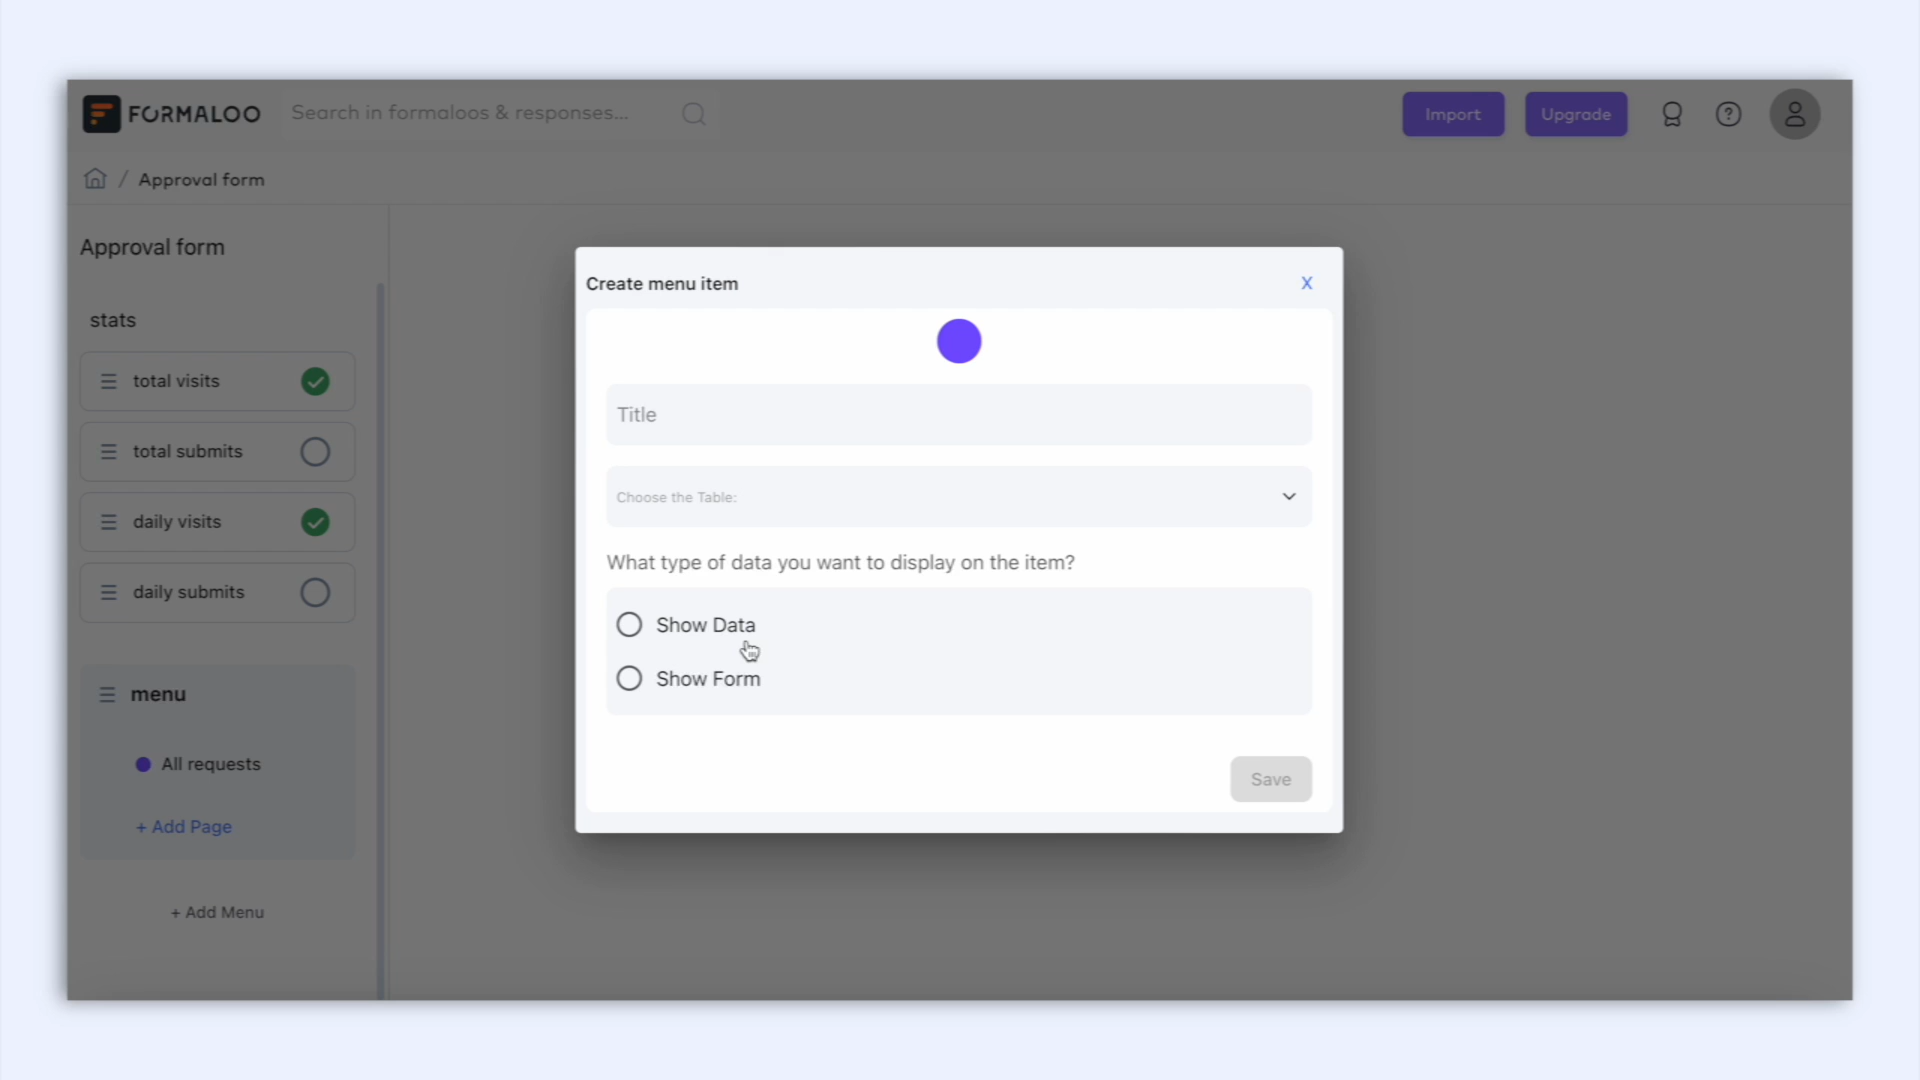 FORMALOO
Search in formaloos & responses...
Import
Upgrade
?
/ Approval form
Approval form
stats
total visits
total submits
daily visits
daily submits
menu
All requests
+ Add Page
+ Add Menu
Create menu item
X
Title
Choose the Table:
What type of data you want to display on the item?
Show Data
Show Form
Save